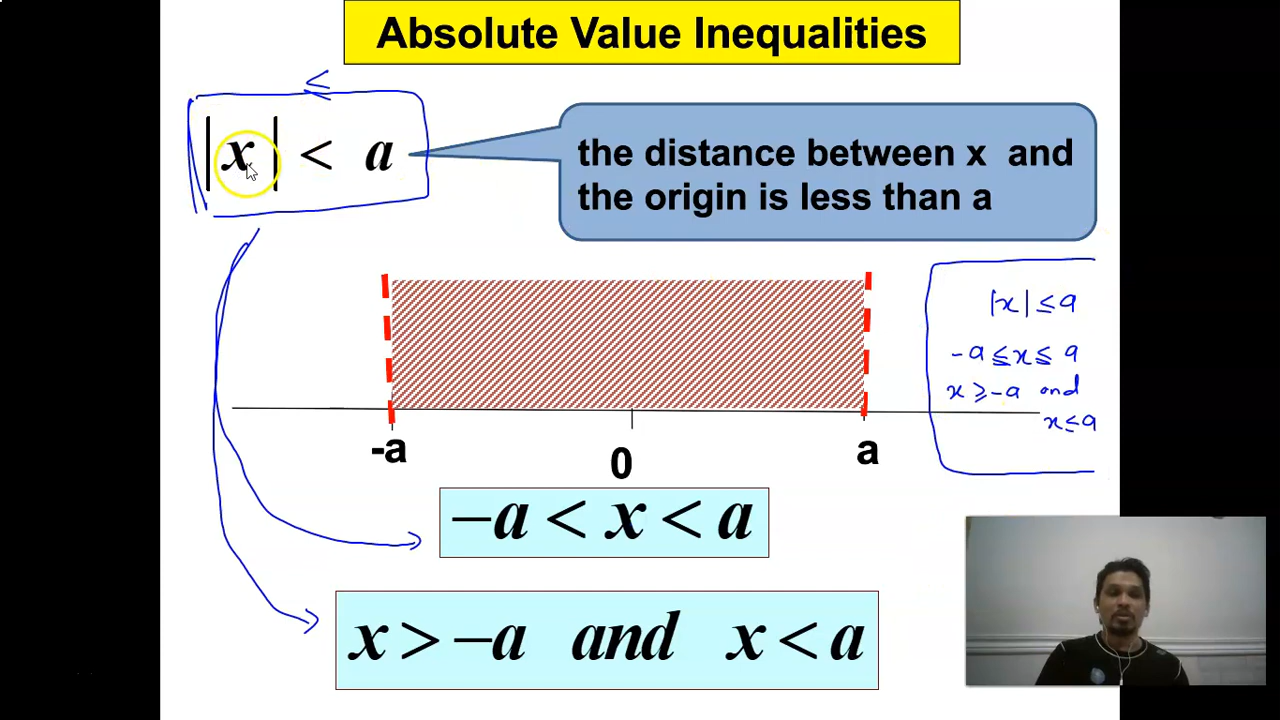 Absolute Value Inequalities
≤
|x| < a
the distance between x and
the origin is less than a
|x| ≤ a
-a ≤ x ≤ a
x ≥ -a and
x ≤ a
-a
0
a
−a < x < a
x > −a and x < a